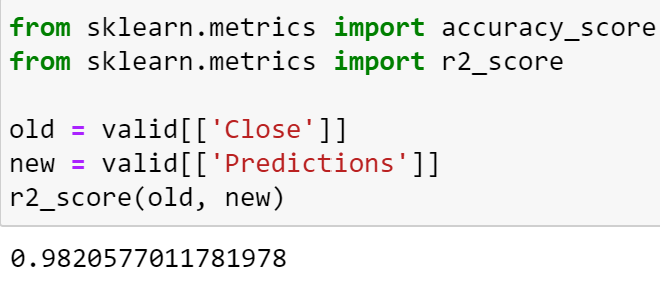 from sklearn.metrics import accuracy_score
from sklearn.metrics import r2_score
old = valid[['Close']]
new = valid[['Predictions']]
r2_score(old, new)
0.9820577011781978